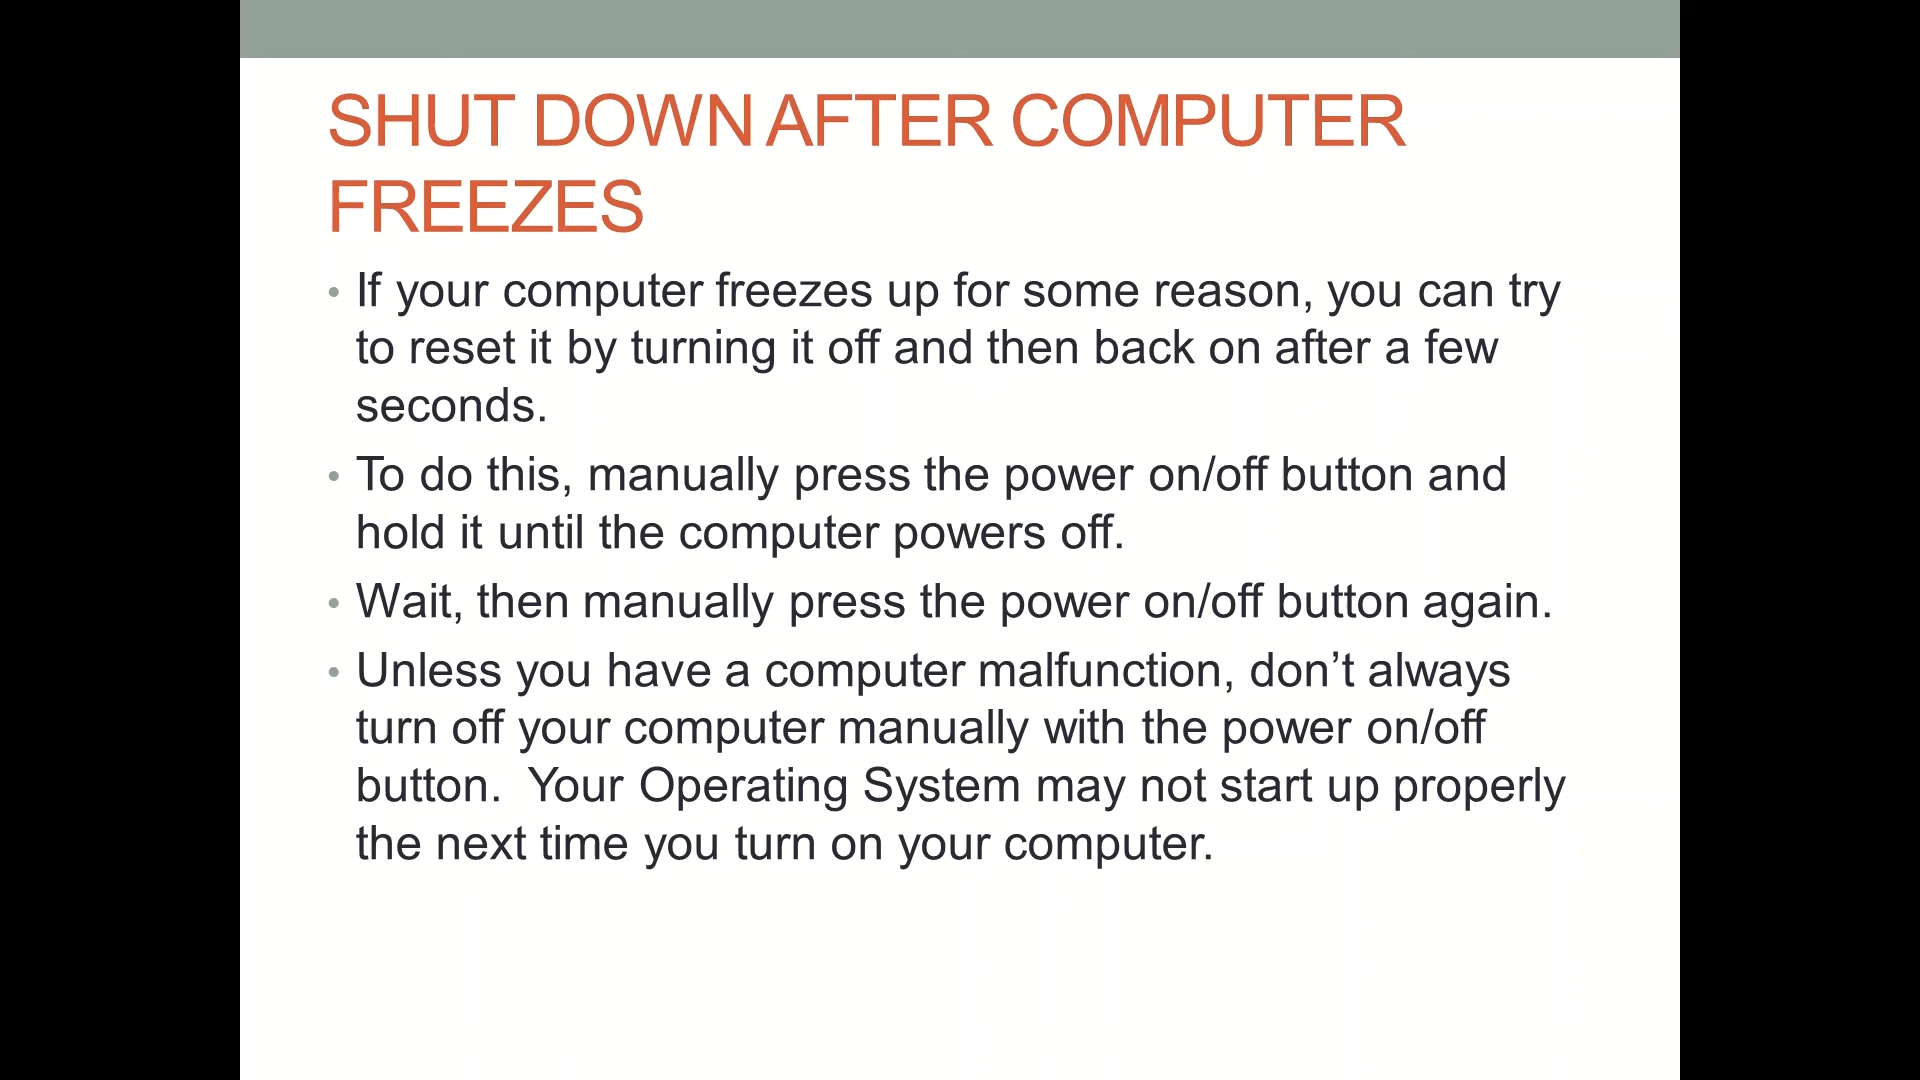 SHUT DOWN AFTER COMPUTER
FREEZES
• If your computer freezes up for some reason, you can try
to reset it by turning it off and then back on after a few
seconds.
• To do this, manually press the power on/off button and
hold it until the computer powers off.
• Wait, then manually press the power on/off button again.
• Unless you have a computer malfunction, don’t always
turn off your computer manually with the power on/off
button.  Your Operating System may not start up properly
the next time you turn on your computer.